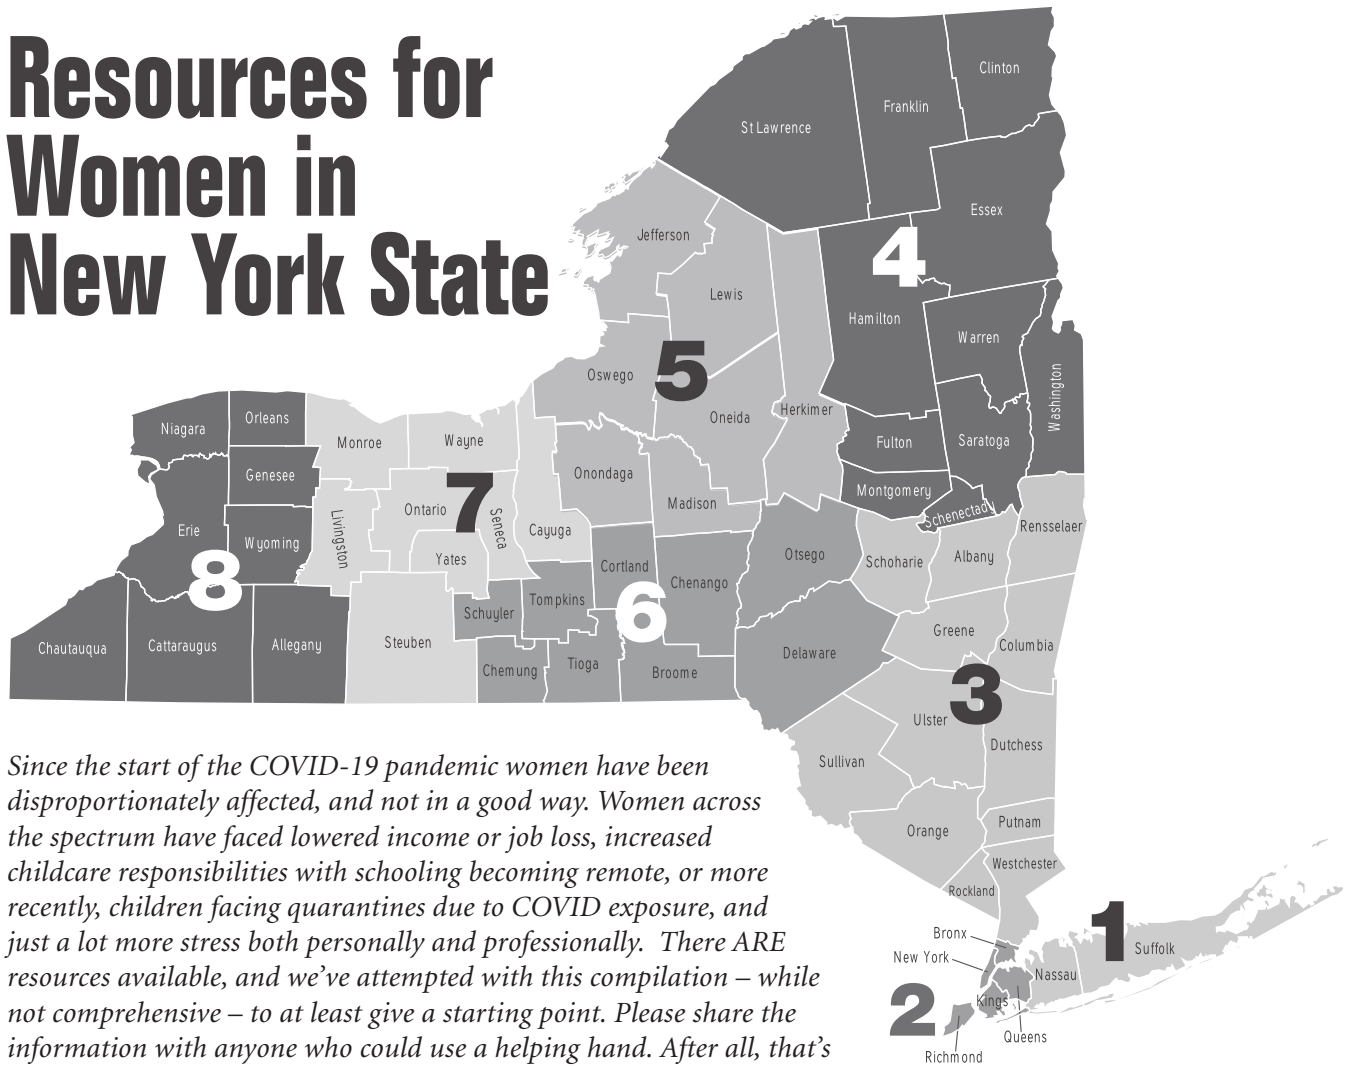 Resources for
Women in
New York State
Clinton
Franklin
St Lawrence
Essex
Jefferson
4
Lewis
Hamilton
Warren
5
Oswego
Washington
Herkimer
Oneida
Orleans
Niagara
Monroe
Wayne
Fulton
Saratoga
Genesee
Onondaga
Montgomery
Madison
7
Ontario
Seneca
Schenectady
Rensselaer
Erie
Wyoming
Livingston
Cayuga
Yates
Otsego
Schoharie
Albany
Cortland
Chenango
8
6
Schuyler
Tompkins
Greene
Columbia
Chautauqua
Cattaraugus
Allegany
Steuben
Delaware
Chemung
Tioga
Broome
3
Ulster
Dutchess
Sullivan
Orange
Putnam
Westchester
Rockland
Since the start of the COVID-19 pandemic women have been
disproportionately affected, and not in a good way. Women across
the spectrum have faced lowered income or job loss, increased
childcare responsibilities with schooling becoming remote, or more
recently, children facing quarantines due to COVID exposure, and
just a lot more stress both personally and professionally.  There ARE
resources available, and we've attempted with this compilation – while
not comprehensive – to at least give a starting point. Please share the
information with anyone who could use a helping hand. After all, that's
1
Bronx
Suffolk
New York
Nassau
2
Kings
Queens
Richmond